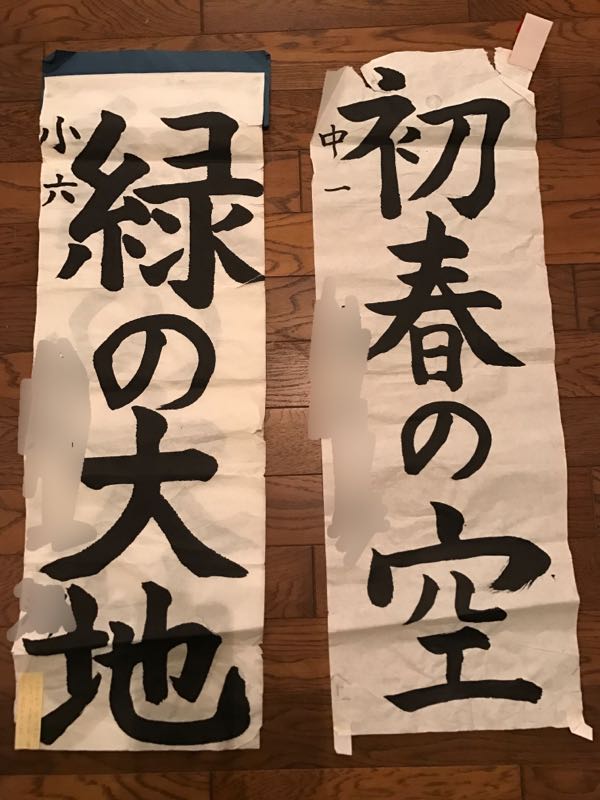 緑の大地
小六
初春の空
中一